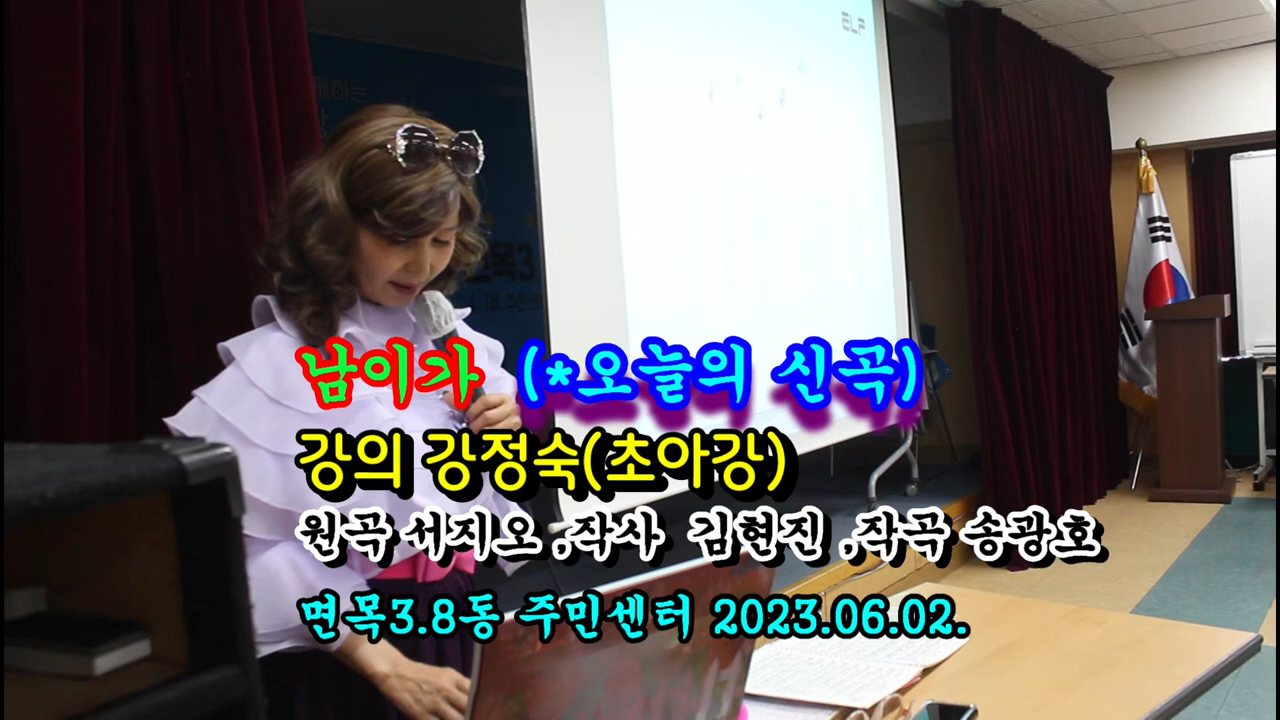 ELF
남이가 (*오늘의 신곡)
강의 강정숙(초아강)
원곡 서지오 .작사 김현진 .작곡 송광호
면목3.8동 주민센터 2023.06.02.